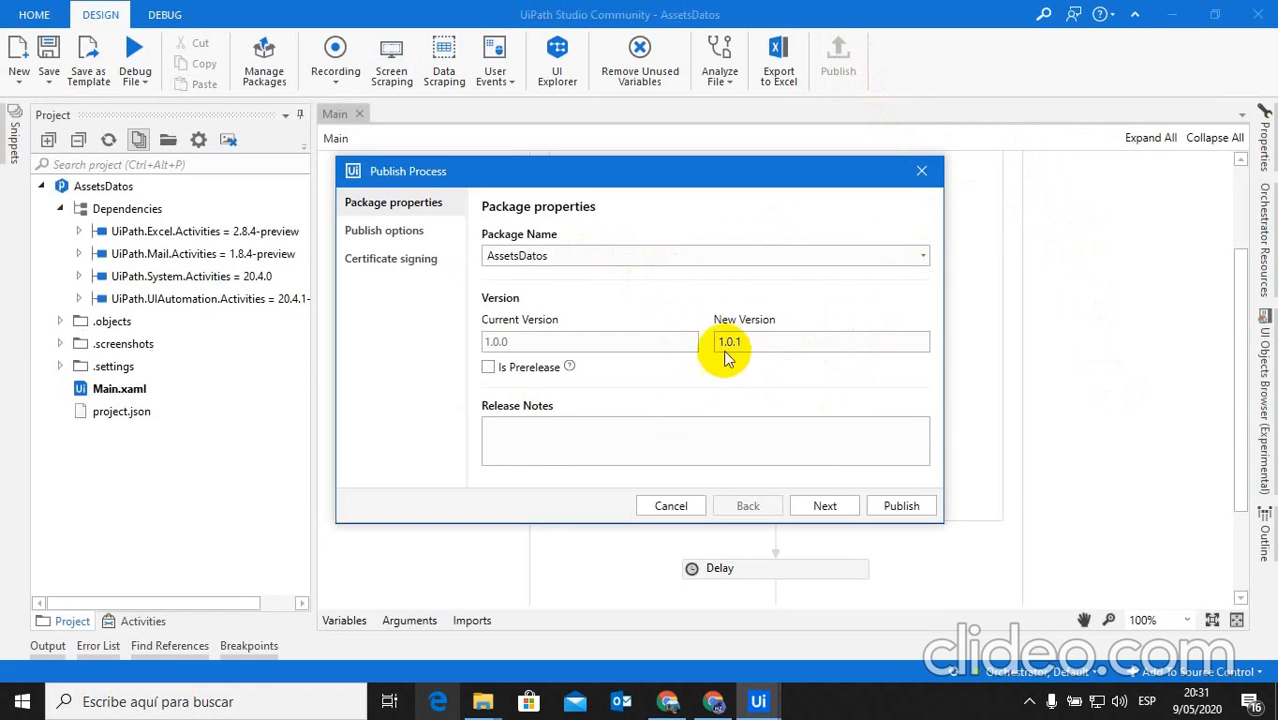 HOME
DESIGN
DEBUG
UiPath Studio Community - AssetsDatos
New
Save
Save as Template
Debug File
Cut
Copy
Paste
Manage Packages
Recording
Screen Scraping
Data Scraping
User Events
UI Explorer
Remove Unused Variables
Analyze File
Export to Excel
Publish
Snippets
Project
Search project (Ctrl+Alt+P)
AssetsDatos
Dependencies
UiPath.Excel.Activities = 2.8.4-preview
UiPath.Mail.Activities = 1.8.4-preview
UiPath.System.Activities = 20.4.0
UiPath.UIAutomation.Activities = 20.4.1-
.objects
.screenshots
.settings
Main.xaml
project.json
Main
Main
Expand All
Collapse All
Ui Publish Process
Package properties
Publish options
Certificate signing
Package properties
Package Name
AssetsDatos
Version
Current Version
New Version
1.0.0
1.0.1
Is Prerelease
Release Notes
Cancel
Back
Next
Publish
Delay
Properties
Orchestrator Resources
UI Objects Browser (Experimental)
Outline
Project
Activities
Variables
Arguments
Imports
100%
Output
Error List
Find References
Breakpoints
clideo.com
Orchestrator, Default
Add To Source Control
Escribe aquí para buscar
Ui
ESP
20:31
9/05/2020
16